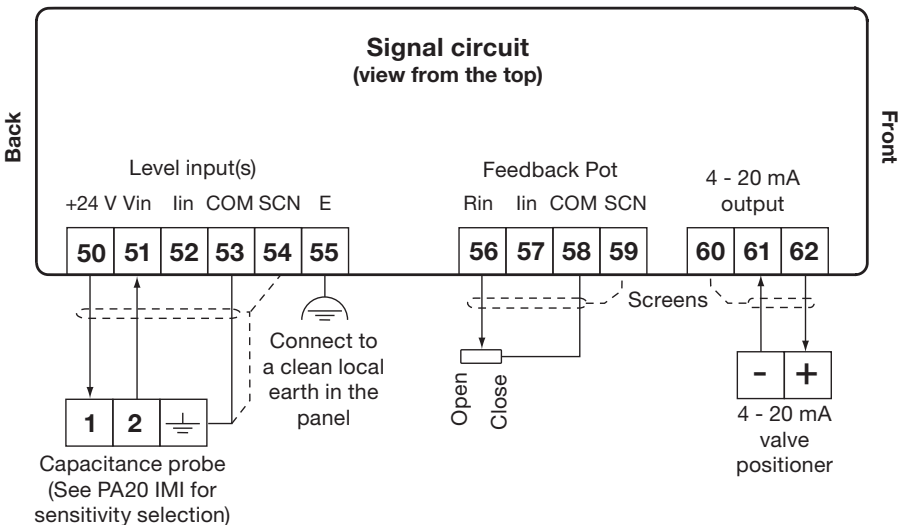 Signal circuit
(view from the top)
Back
Front
Level input(s)
Feedback Pot
4 - 20 mA
output
+24 V Vin Iin COM SCN E
Rin Iin COM SCN
50 51 52 53 54 55
56 57 58 59
60 61 62
Screens
Connect to
a clean local
earth in the
panel
Open
Close
- +
1 2
4 - 20 mA
valve
positioner
Capacitance probe
(See PA20 IMI for
sensitivity selection)